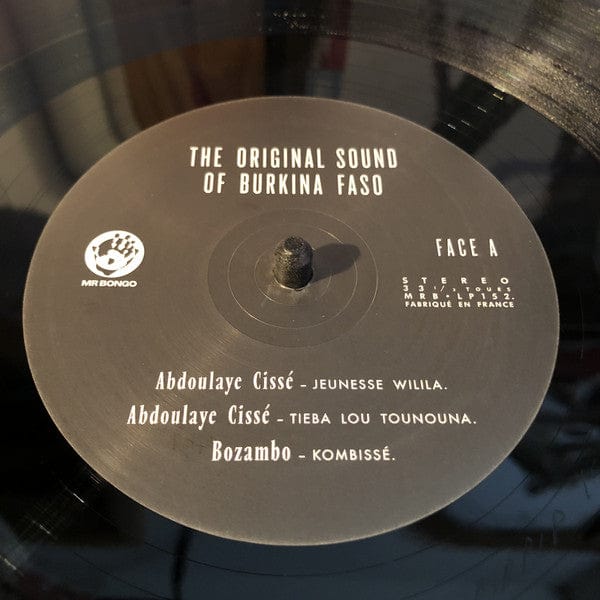 THE ORIGINAL SOUND
OF BURKINA FASO
FACE A
MR BONGO
STEREO
33 1/3 TOURS
MRB•LP152.
FABRIQUÉ EN FRANCE
Abdoulaye Cissé – JEUNESSE WILILA.
Abdoulaye Cissé – TIEBA LOU TOUNOUNA.
Bozambo – KOMBISSÉ.